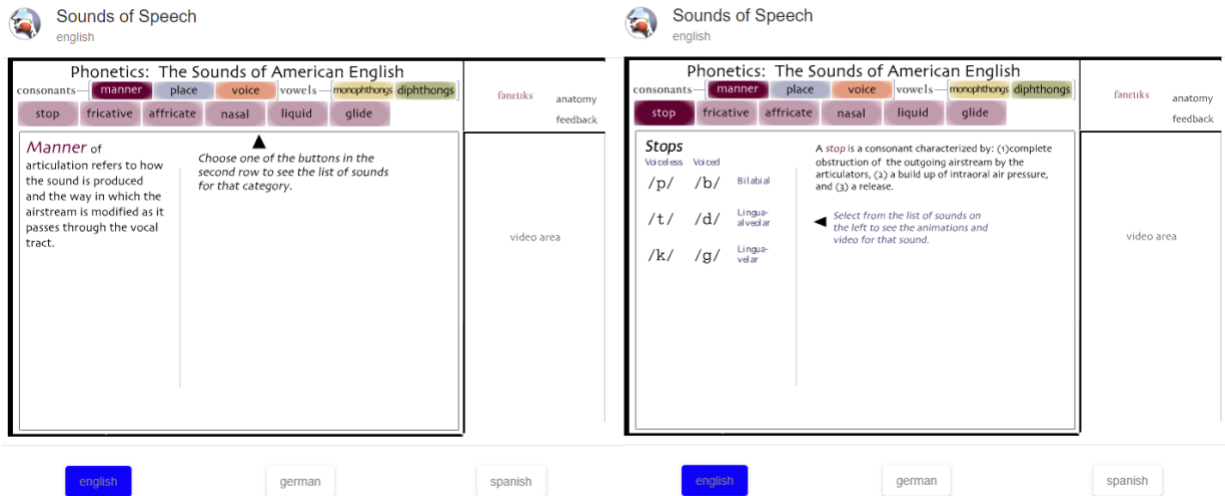 Sounds of Speech
english
Phonetics: The Sounds of American English
consonants manner place voice vowels monophthongs diphthongs
stop fricative affricate nasal liquid glide
fənɛtıks
anatomy
feedback
Manner of
articulation refers to how
the sound is produced
and the way in which the
airstream is modified as it
passes through the vocal
tract.
Choose one of the buttons in the
second row to see the list of sounds
for that category.
video area
english german spanish
Sounds of Speech
english
Phonetics: The Sounds of American English
consonants manner place voice vowels monophthongs diphthongs
stop fricative affricate nasal liquid glide
fənɛtıks
anatomy
feedback
Stops
Voiceless Voiced
/p/ /b/ Bilabial
/t/ /d/ Lingua-
alveolar
/k/ /g/ Lingua-
velar
A stop is a consonant characterized by: (1)complete
obstruction of the outgoing airstream by the
articulators, (2) a build up of intraoral air pressure,
and (3) a release.
Select from the list of sounds on
the left to see the animations and
video for that sound.
video area
english german spanish